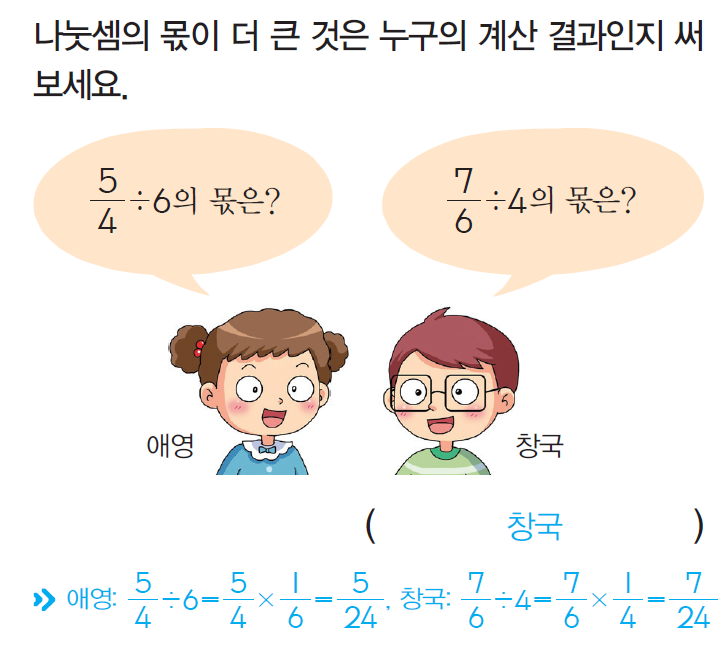 나눗셈의 몫이 더 큰 것은 누구의 계산 결과인지 써
보세요.
5/4÷6의 몫은?
7/6÷4의 몫은?
애영
창국
( 창국 )
» 애영: 5/4÷6=5/4×1/6=5/24, 창국: 7/6÷4=7/6×1/4=7/24